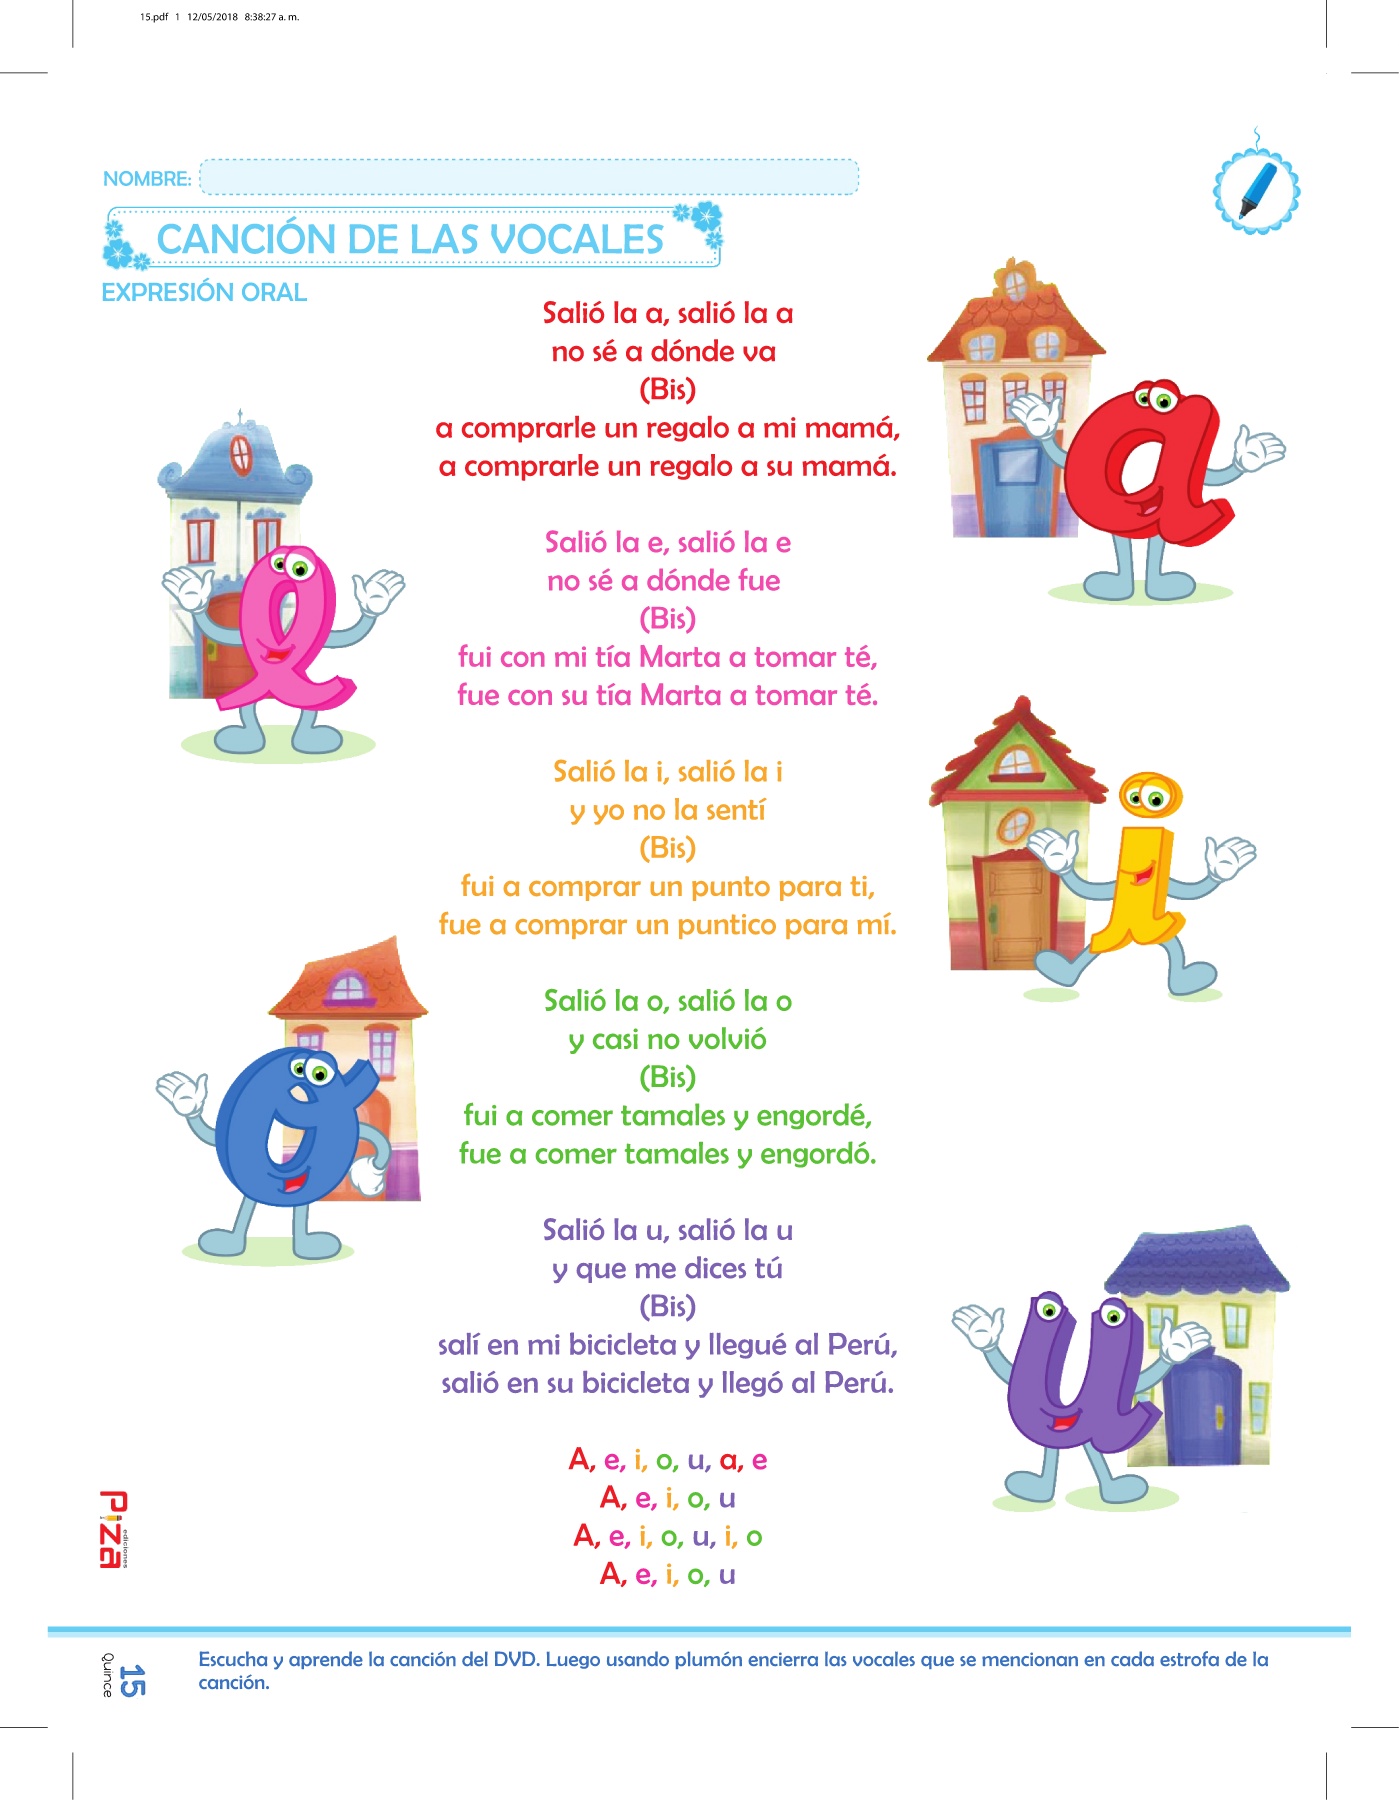 15.pdf 1 12/05/2018 8:38:27 a. m.
NOMBRE:
CANCIÓN DE LAS VOCALES
EXPRESIÓN ORAL
Salió la a, salió la a
no sé a dónde va
(Bis)
a comprarle un regalo a mi mamá,
a comprarle un regalo a su mamá.
Salió la e, salió la e
no sé a dónde fue
(Bis)
fui con mi tía Marta a tomar té,
fue con su tía Marta a tomar té.
Salió la i, salió la i
y yo no la sentí
(Bis)
fui a comprar un punto para ti,
fue a comprar un puntico para mí.
Salió la o, salió la o
y casi no volvió
(Bis)
fui a comer tamales y engordé,
fue a comer tamales y engordó.
Salió la u, salió la u
y que me dices tú
(Bis)
salí en mi bicicleta y llegué al Perú,
salió en su bicicleta y llegó al Perú.
A, e, i, o, u, a, e
A, e, i, o, u
A, e, i, o, u, i, o
A, e, i, o, u
a
e
i
o
u
Piza
ediciones
15
Quince
Escucha y aprende la canción del DVD. Luego usando plumón encierra las vocales que se mencionan en cada estrofa de la
canción.